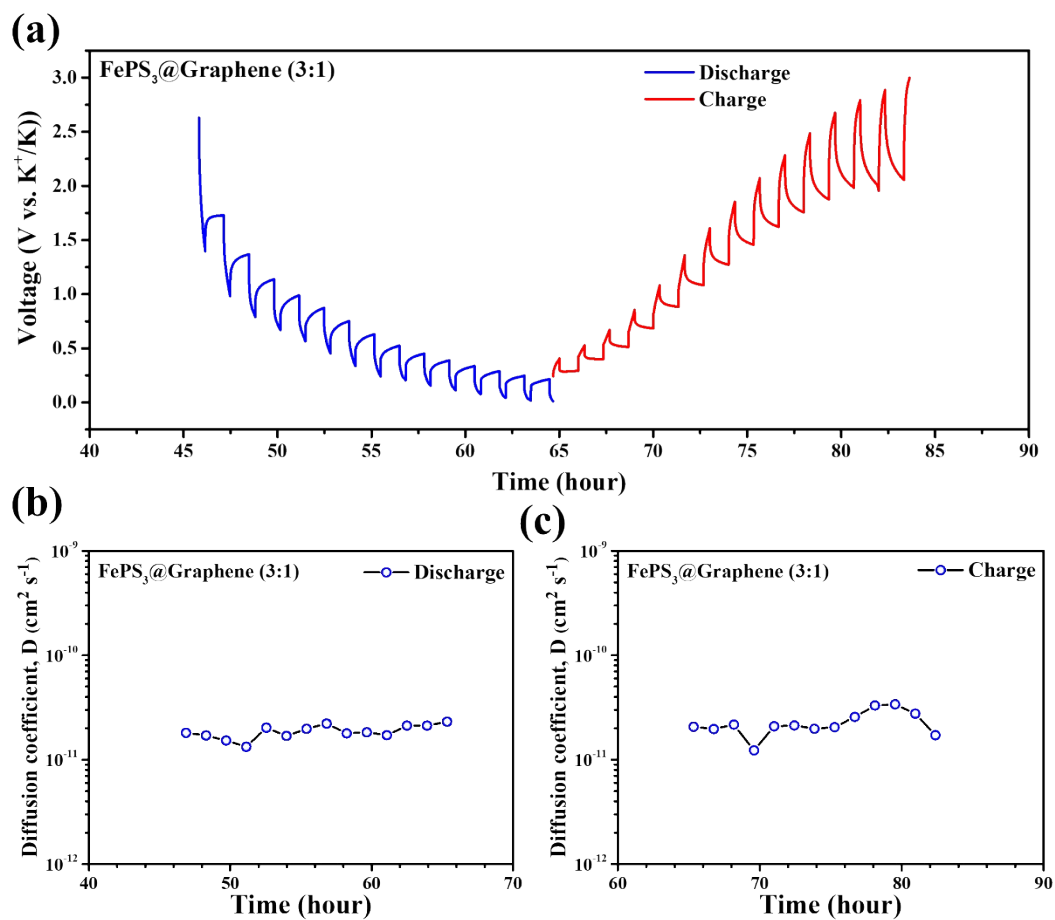 (a)
FePS₃@Graphene (3:1)
Discharge
Charge
Voltage (V vs. K⁺/K))
3.0
2.5
2.0
1.5
1.0
0.5
0.0
40 45 50 55 60 65 70 75 80 85 90
Time (hour)
(b)
FePS₃@Graphene (3:1)
Discharge
Diffusion coefficient, D (cm² s⁻¹)
10⁻⁹
10⁻¹⁰
10⁻¹¹
10⁻¹²
40 50 60 70
Time (hour)
(c)
FePS₃@Graphene (3:1)
Charge
Diffusion coefficient, D (cm² s⁻¹)
10⁻⁹
10⁻¹⁰
10⁻¹¹
10⁻¹²
60 70 80 90
Time (hour)